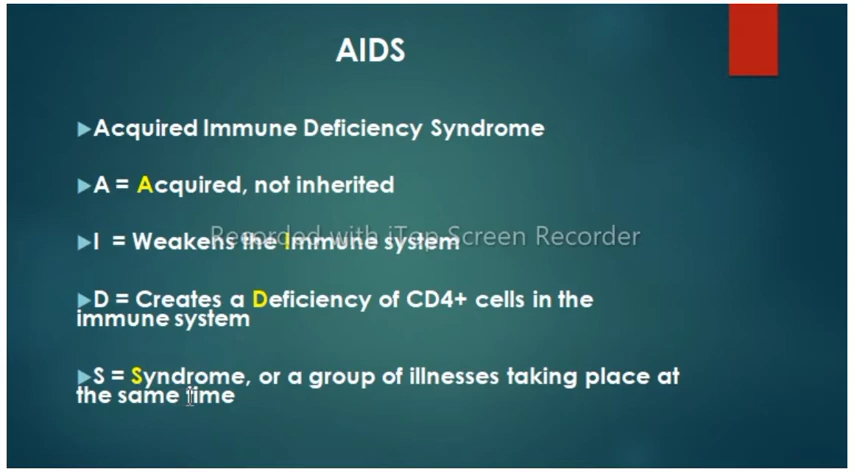 AIDS
▶Acquired Immune Deficiency Syndrome
▶A = Acquired, not inherited
▶I = Weakens the Immune system
Recorded with iTop Screen Recorder
▶D = Creates a Deficiency of CD4+ cells in the
immune system
▶S = Syndrome, or a group of illnesses taking place at
the same time